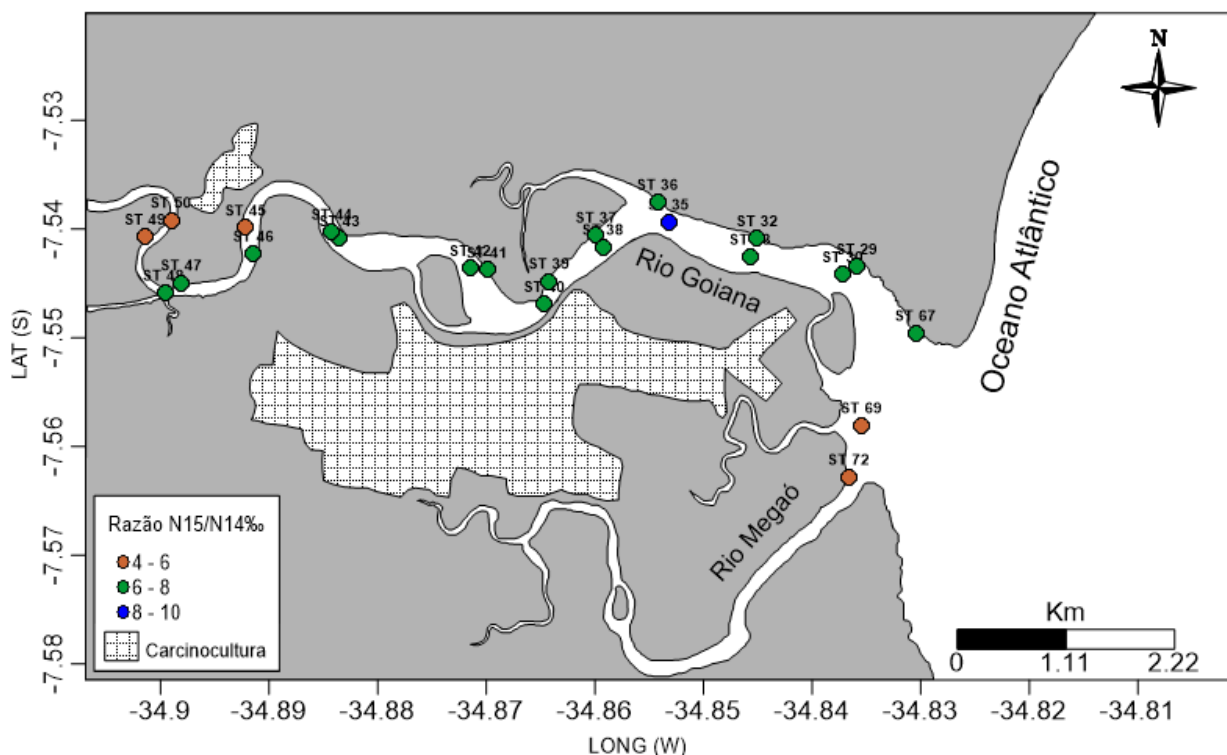 N
-7.53
-7.54
-7.55
-7.56
-7.57
-7.58
LAT (S)
ST 50
ST 49
ST 45
ST 46
ST 47
ST 48
ST 44
43
ST 42
41
ST 36
35
ST 37
38
ST 39
40
ST 32
ST 29
ST 30
ST 67
ST 69
ST 72
Rio Goiana
Oceano Atlântico
Rio Megaó
Razão N15/N14‰
4 - 6
6 - 8
8 - 10
Carcinocultura
Km
0 1.11 2.22
-34.9 -34.89 -34.88 -34.87 -34.86 -34.85 -34.84 -34.83 -34.82 -34.81
LONG (W)